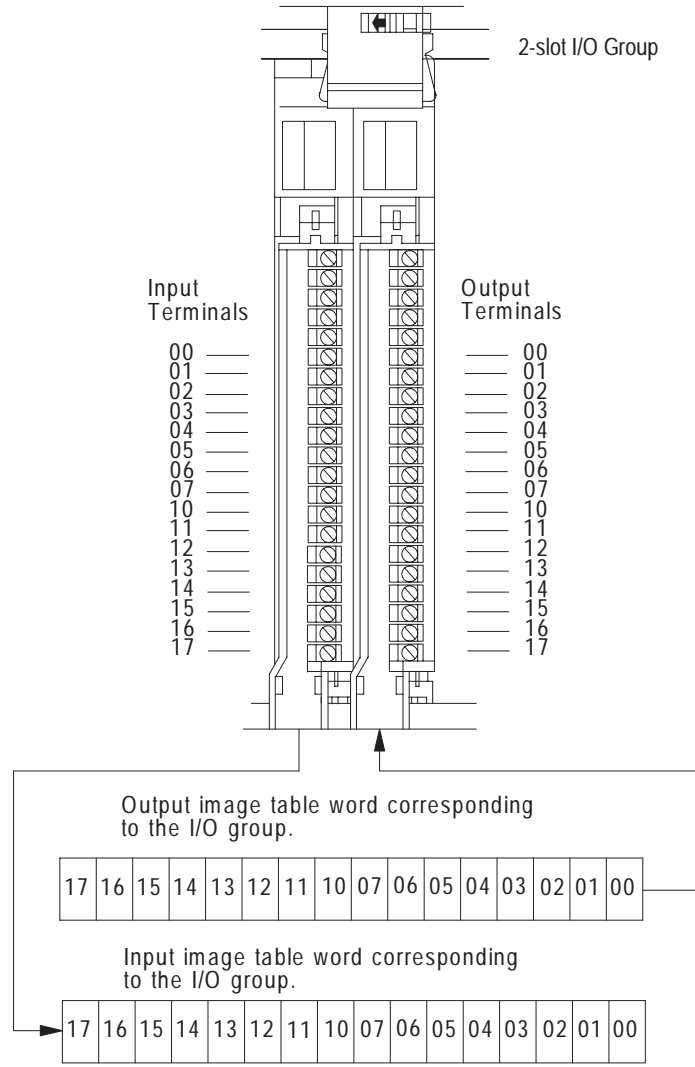 2-slot I/O Group
Input
Terminals
Output
Terminals
00 00
01 01
02 02
03 03
04 04
05 05
06 06
07 07
10 10
11 11
12 12
13 13
14 14
15 15
16 16
17 17
Output image table word corresponding
to the I/O group.
17 16 15 14 13 12 11 10 07 06 05 04 03 02 01 00
Input image table word corresponding
to the I/O group.
17 16 15 14 13 12 11 10 07 06 05 04 03 02 01 00